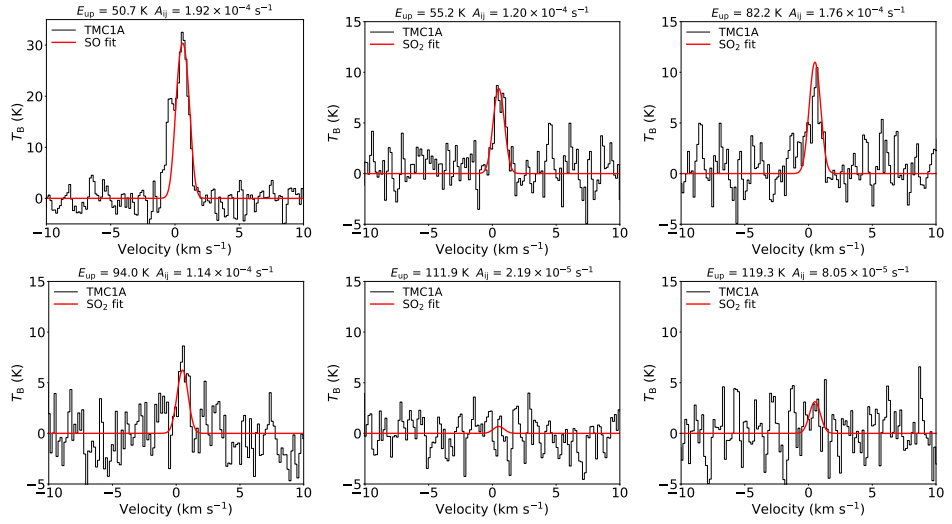 E_up = 50.7 K A_ij = 1.92 × 10⁻⁴ s⁻¹
TMC1A
SO fit
30
20
10
0
T_B (K)
−10 −5 0 5 10
Velocity (km s⁻¹)
E_up = 55.2 K A_ij = 1.20 × 10⁻⁴ s⁻¹
TMC1A
SO₂ fit
15
10
5
0
−5
T_B (K)
−10 −5 0 5 10
Velocity (km s⁻¹)
E_up = 82.2 K A_ij = 1.76 × 10⁻⁴ s⁻¹
TMC1A
SO₂ fit
15
10
5
0
−5
T_B (K)
−10 −5 0 5 10
Velocity (km s⁻¹)
E_up = 94.0 K A_ij = 1.14 × 10⁻⁴ s⁻¹
TMC1A
SO₂ fit
15
10
5
0
−5
T_B (K)
−10 −5 0 5 10
Velocity (km s⁻¹)
E_up = 111.9 K A_ij = 2.19 × 10⁻⁵ s⁻¹
TMC1A
SO₂ fit
15
10
5
0
−5
T_B (K)
−10 −5 0 5 10
Velocity (km s⁻¹)
E_up = 119.3 K A_ij = 8.05 × 10⁻⁵ s⁻¹
TMC1A
SO₂ fit
15
10
5
0
−5
T_B (K)
−10 −5 0 5 10
Velocity (km s⁻¹)